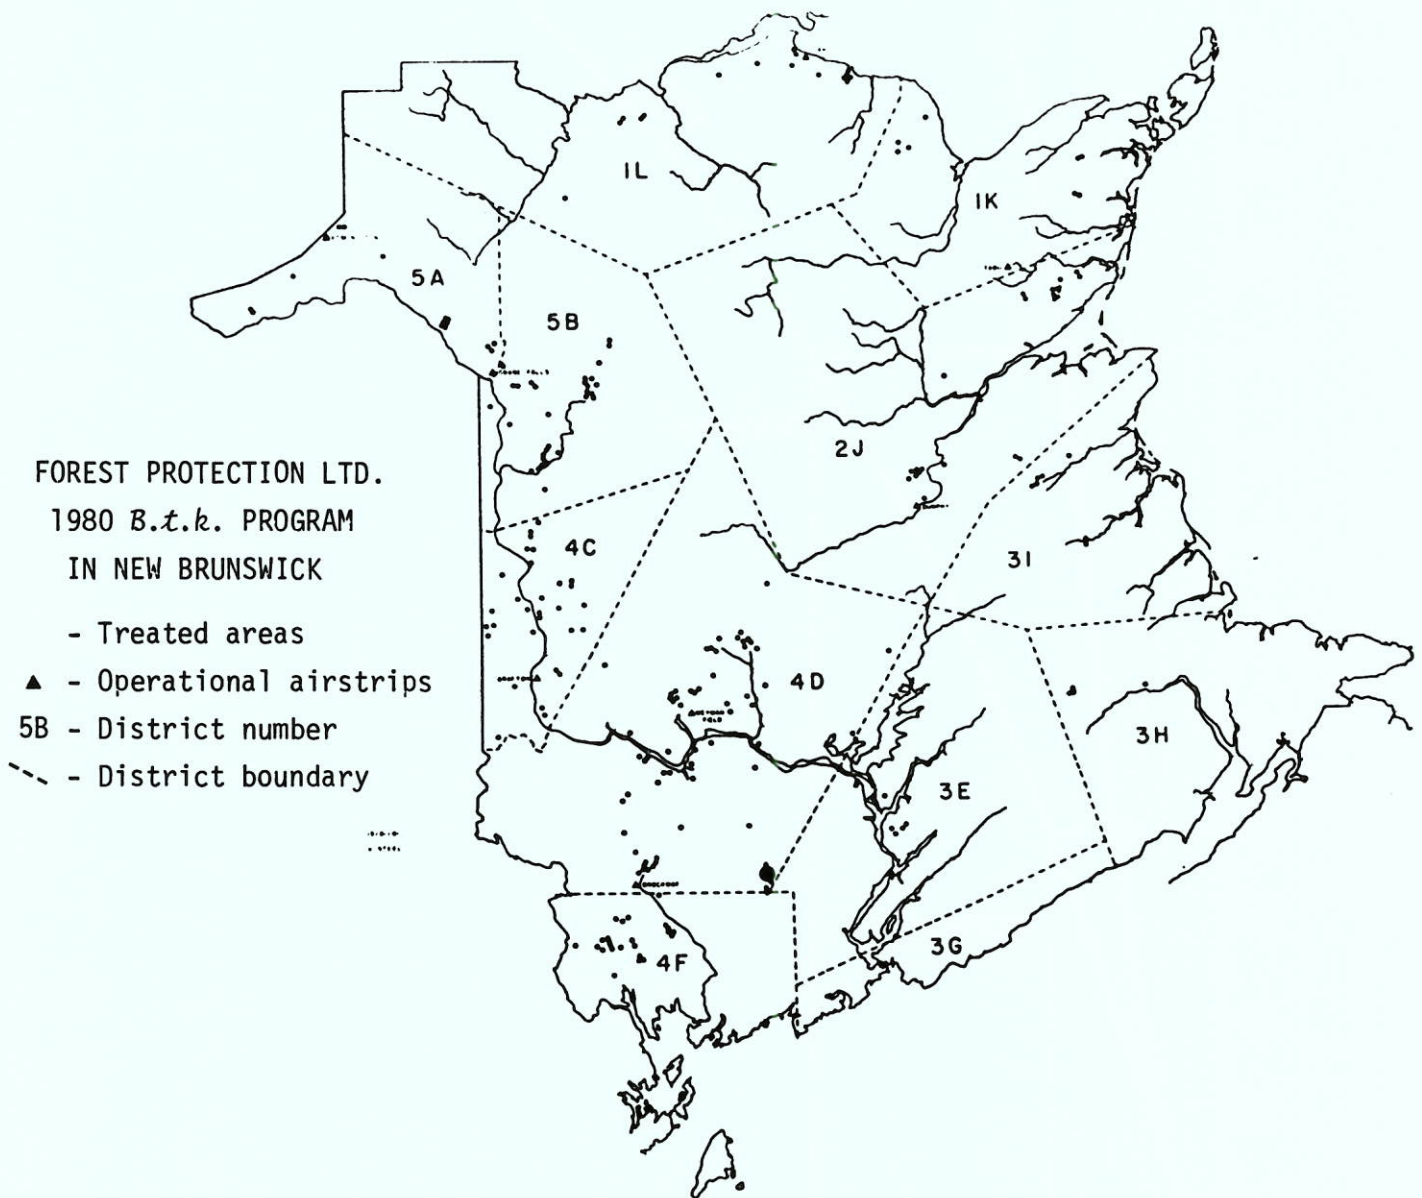 FOREST PROTECTION LTD.
1980 B.t.k. PROGRAM
IN NEW BRUNSWICK
- Treated areas
▲ - Operational airstrips
5B - District number
- District boundary
1L
1K
5A
5B
2J
4C
3I
4D
3H
3E
3G
4F